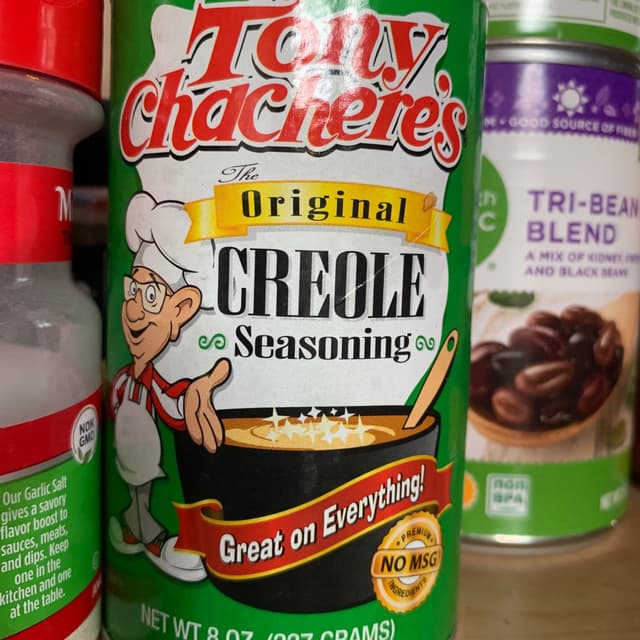 Tony
Chachere's
The
Original
CREOLE
Seasoning
Great on Everything!
PREMIUM
NO MSG
INGREDIENTS
NET WT 8 OZ
GRAMS)
M
NON
GMO
Our Garlic Salt
gives a savory
flavor boost to
sauces, meats,
and dips. Keep
one in the
kitchen and one
at the table.
GOOD SOURCE OF
TRI-BEAN
BLEND
A MIX OF KIDNEY,
AND BLACK BEANS
non
BPA